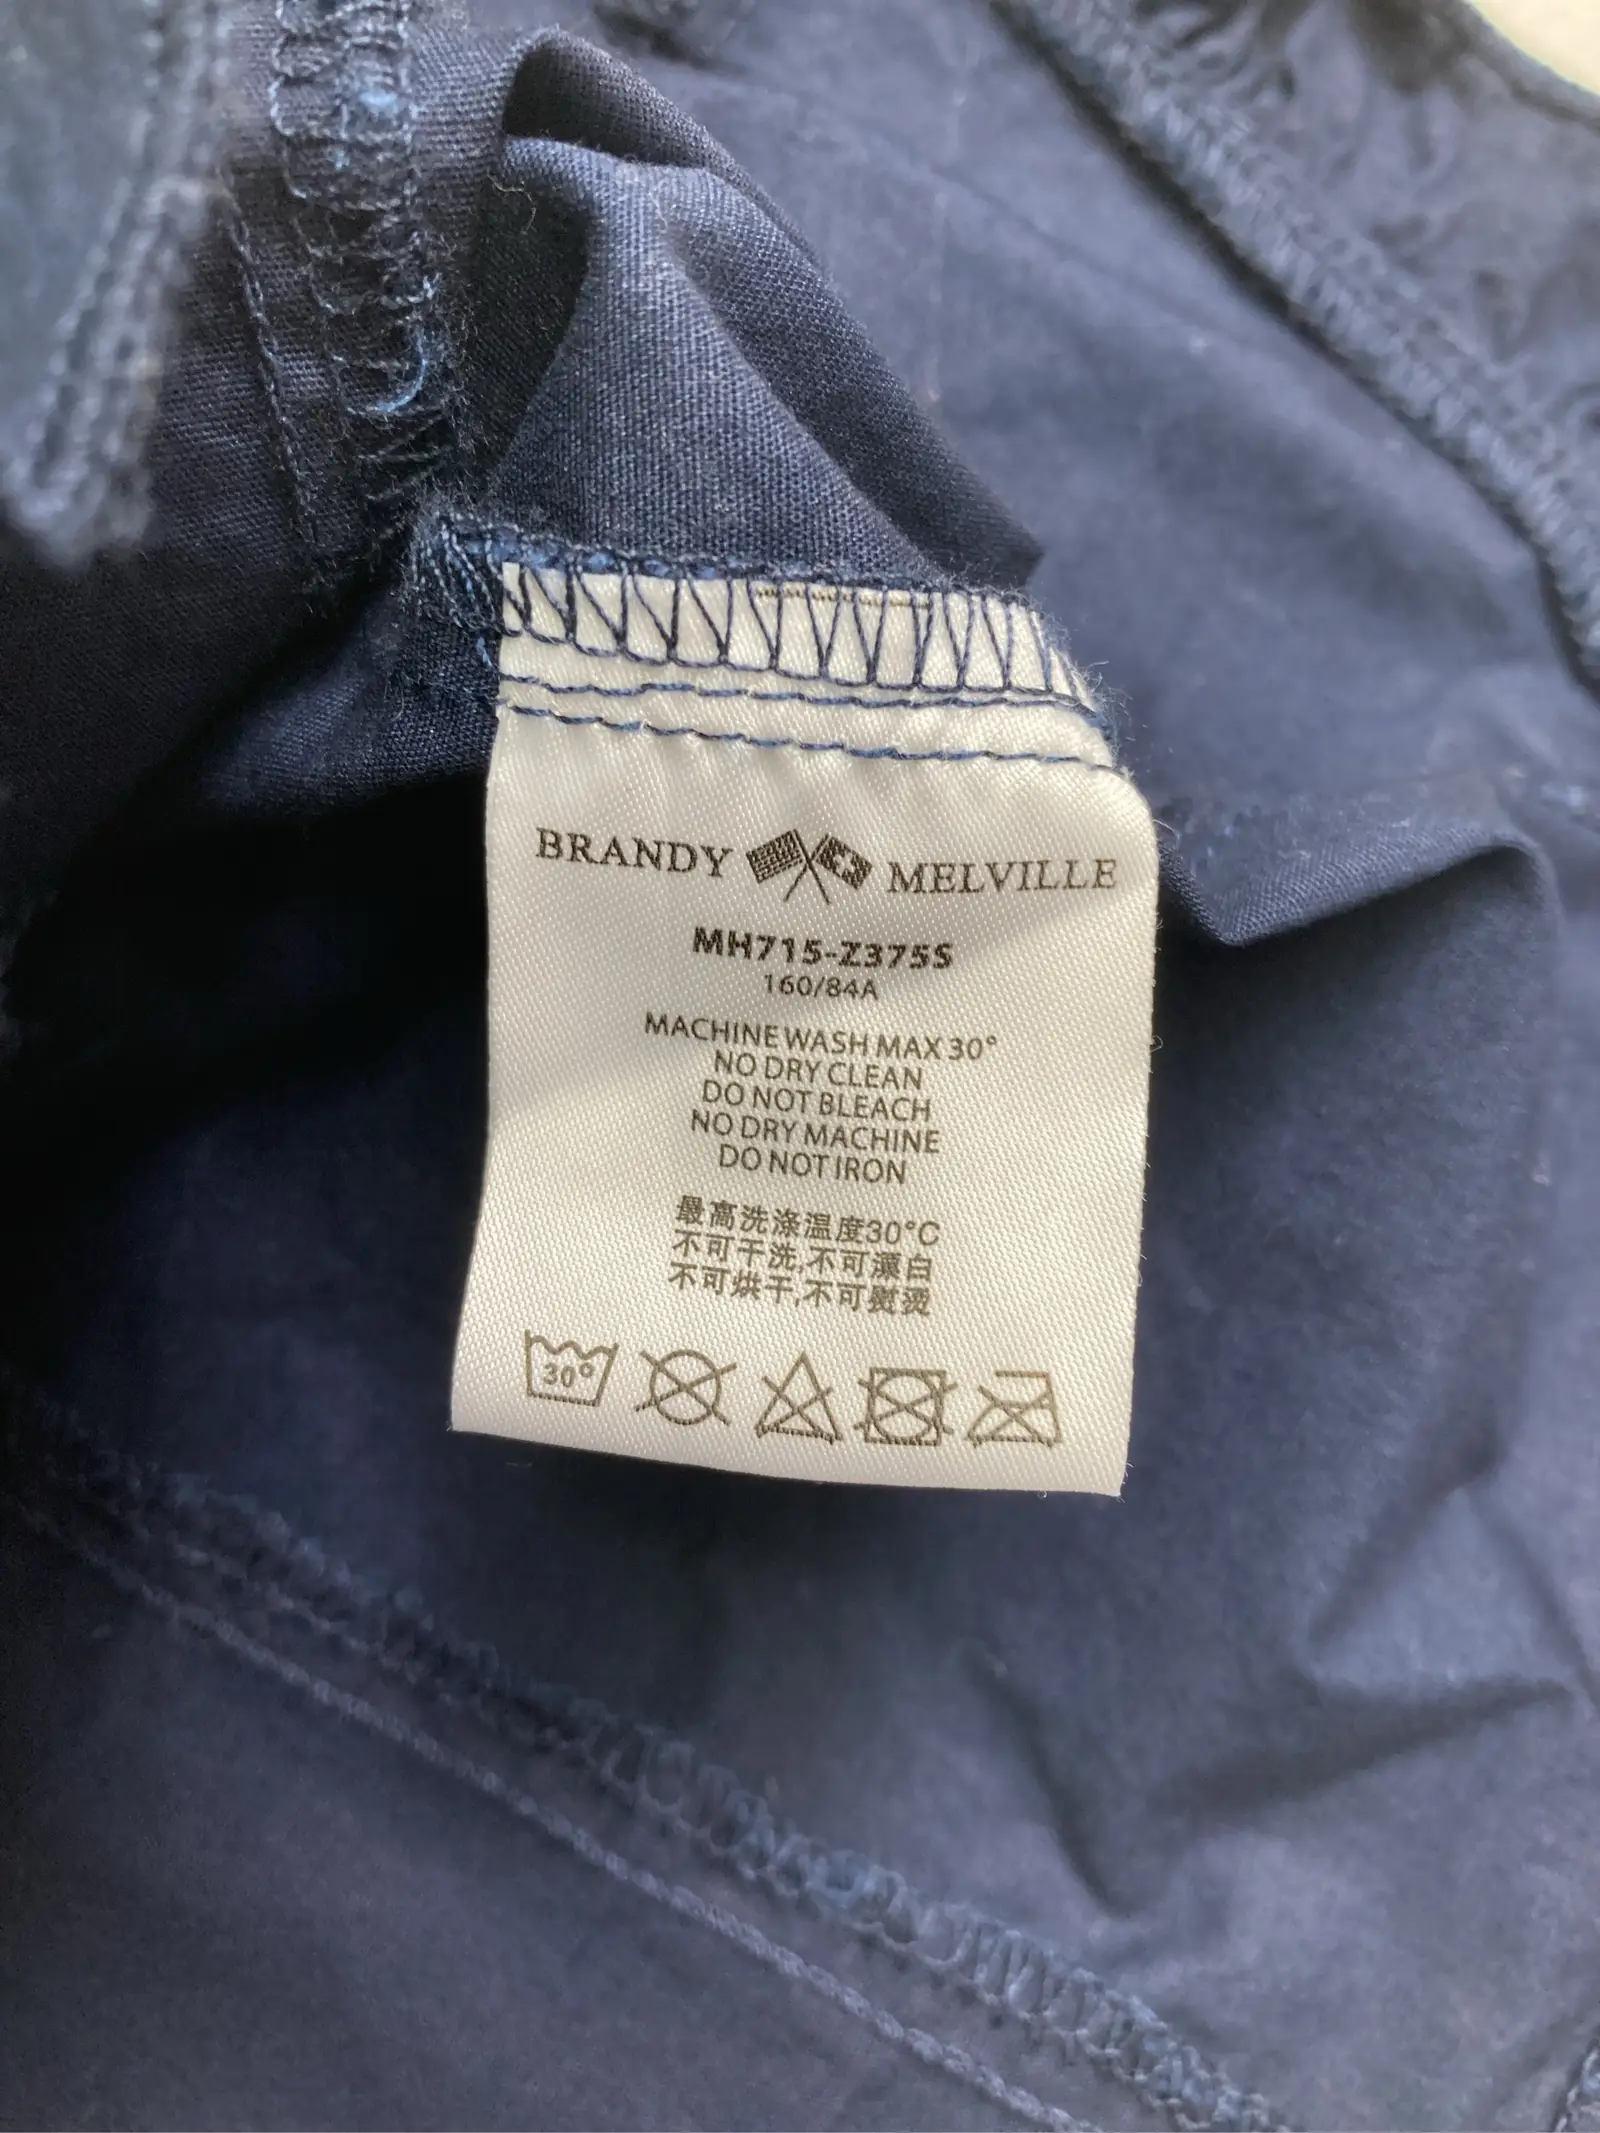 BRANDY MELVILLE
MH715-Z375S
160/84A
MACHINE WASH MAX 30°
NO DRY CLEAN
DO NOT BLEACH
NO DRY MACHINE
DO NOT IRON
最高洗涤温度30°C
不可干洗,不可漂白
不可烘干,不可熨烫
30°